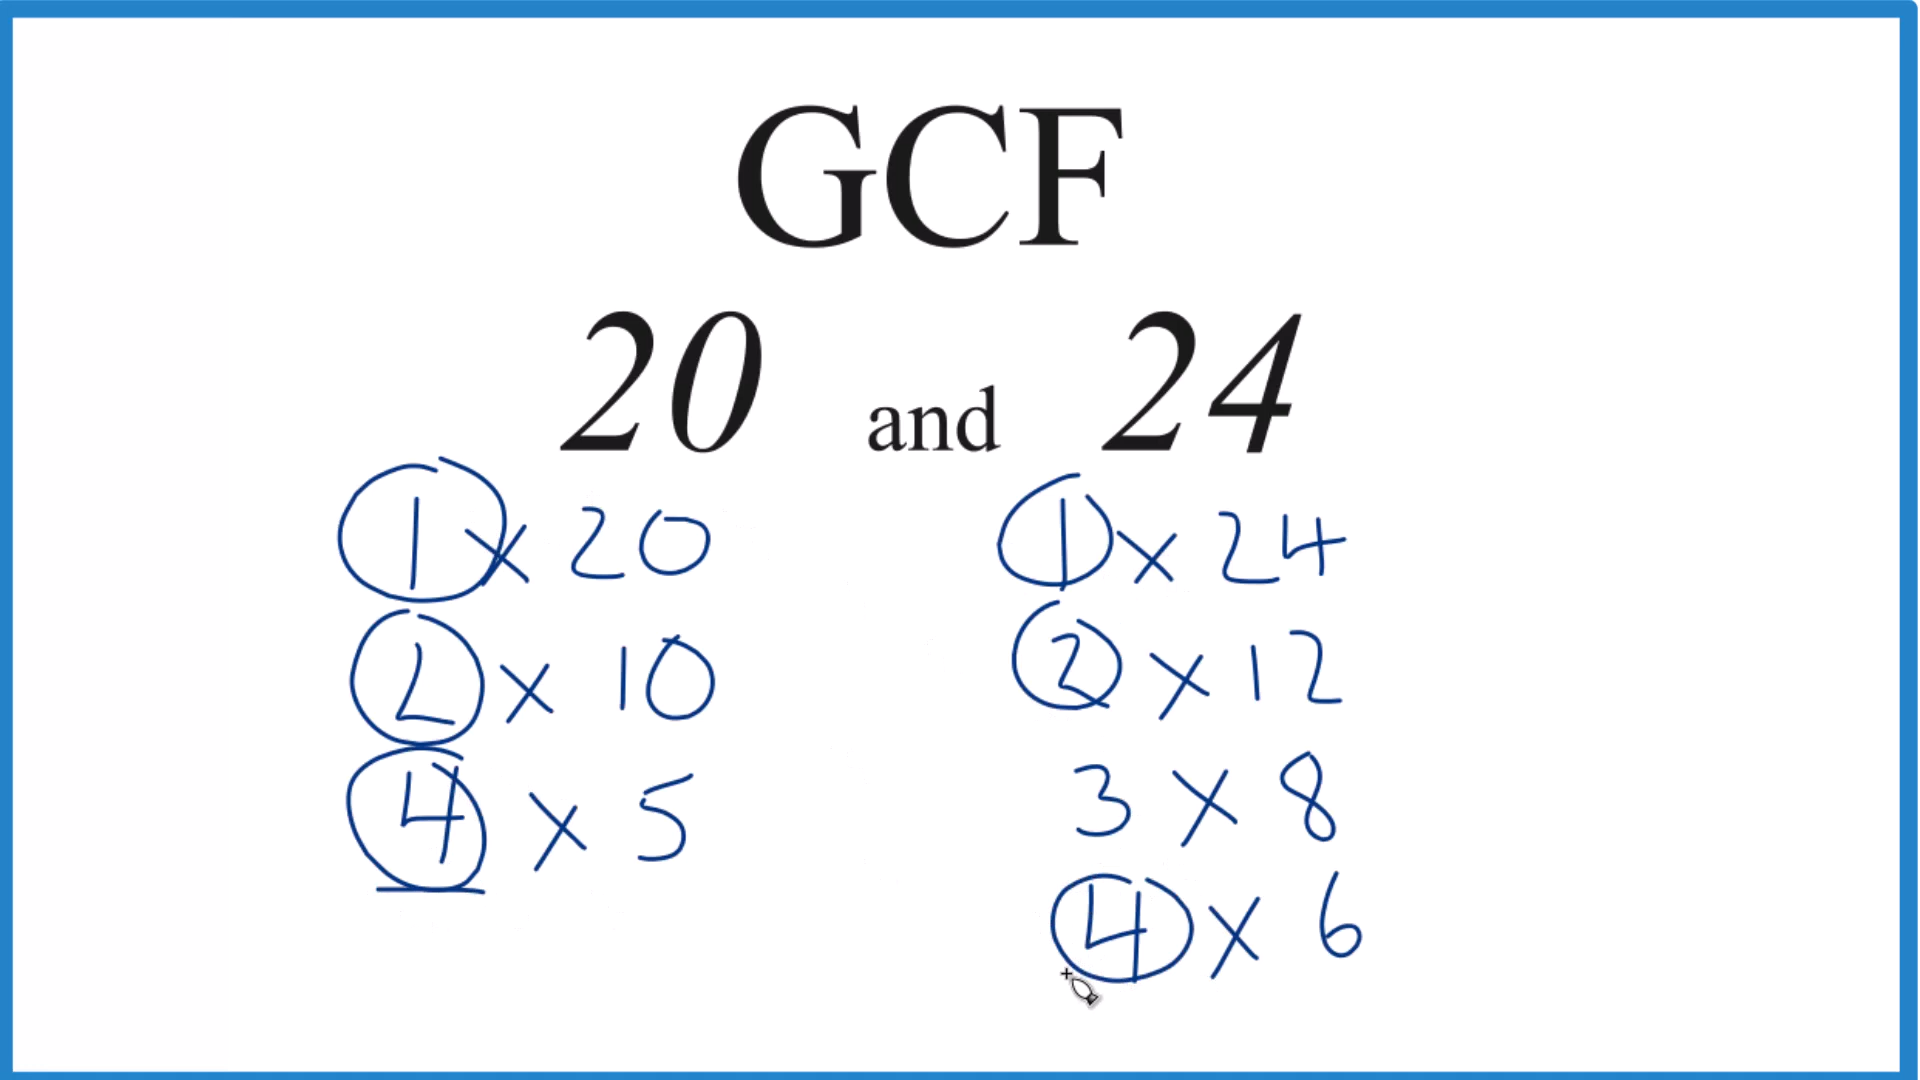 GCF
20 and 24
1 x 20
1 x 24
2 x 10
2 x 12
4 x 5
3 x 8
4 x 6